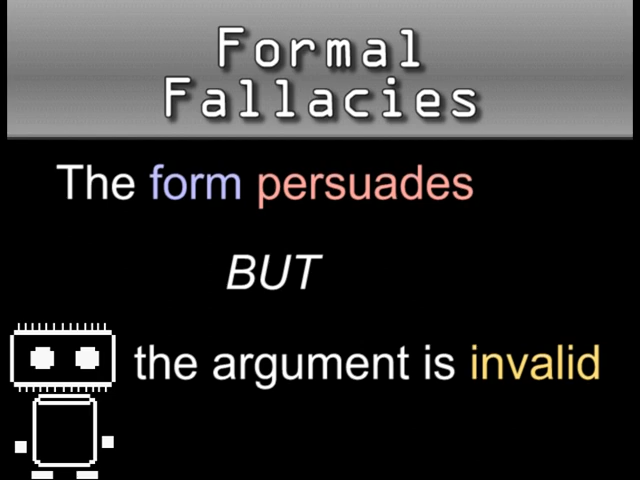 Formal
Fallacies
The form persuades
BUT
the argument is invalid